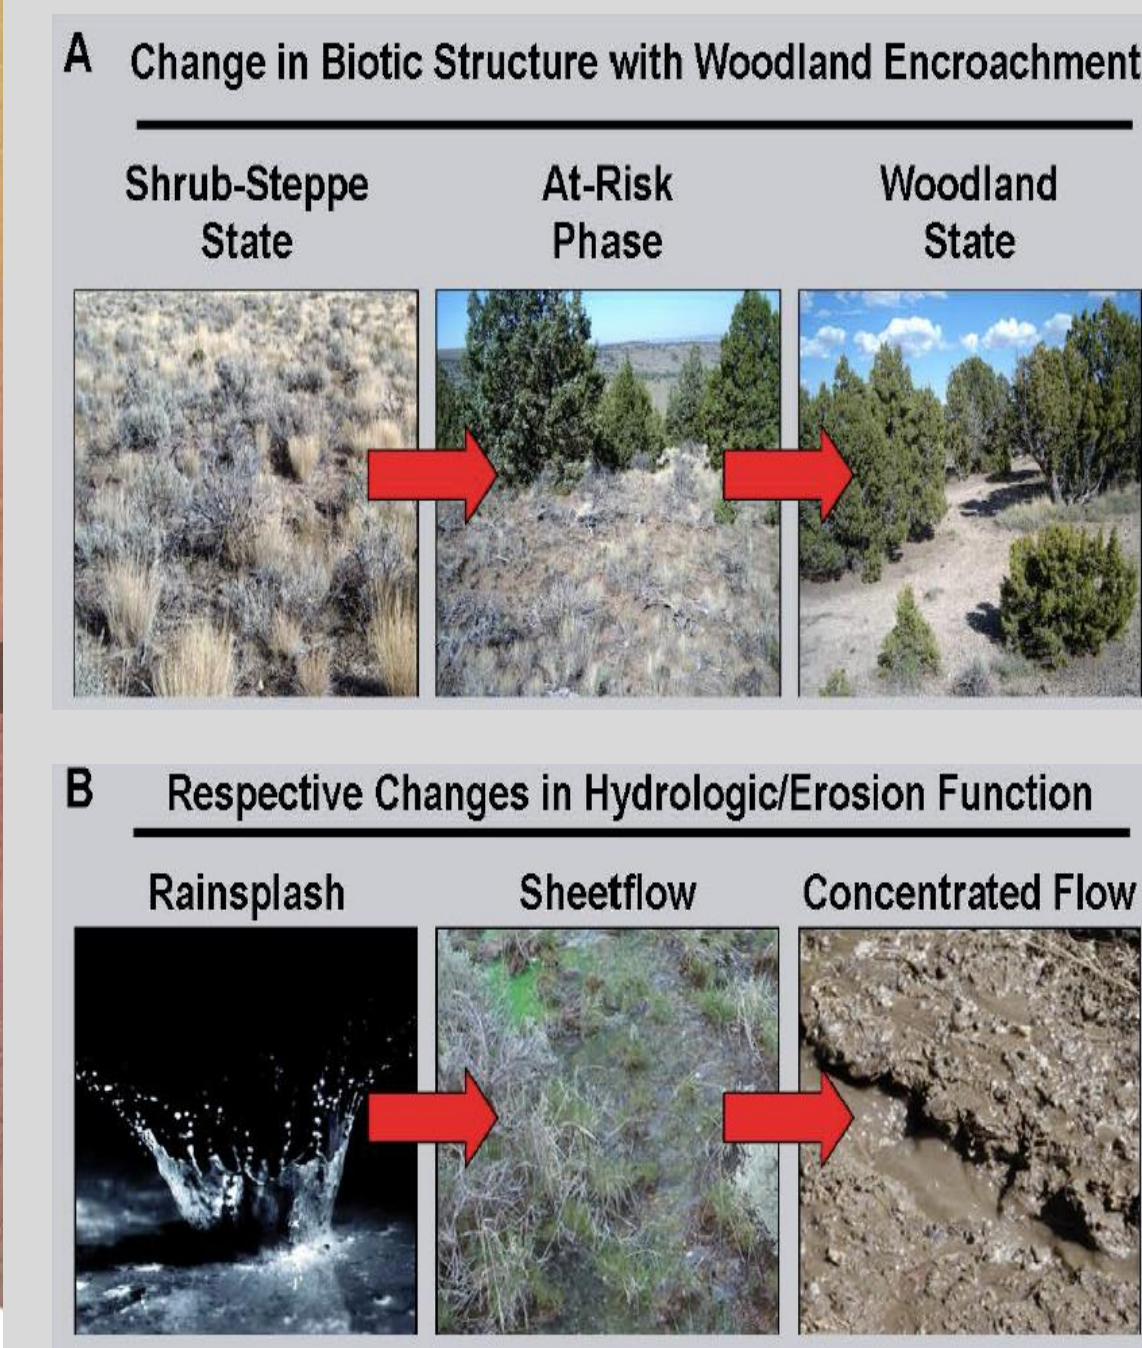 A
Change in Biotic Structure with Woodland Encroachment
Shrub-Steppe
State
At-Risk
Phase
Woodland
State
B
Respective Changes in Hydrologic/Erosion Function
Rainsplash
Sheetflow
Concentrated Flow